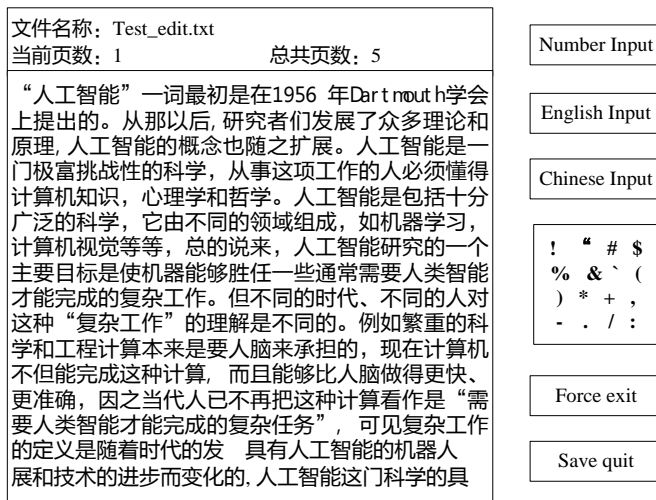 文件名称：Test_edit.txt
当前页数：1 总共页数：5
“人工智能”一词最初是在1956 年Dartmouth学会
上提出的。从那以后,研究者们发展了众多理论和
原理,人工智能的概念也随之扩展。人工智能是一
门极富挑战性的科学，从事这项工作的人必须懂得
计算机知识，心理学和哲学。人工智能是包括十分
广泛的科学，它由不同的领域组成，如机器学习，
计算机视觉等等，总的说来，人工智能研究的一个
主要目标是使机器能够胜任一些通常需要人类智能
才能完成的复杂工作。但不同的时代、不同的人对
这种“复杂工作”的理解是不同的。例如繁重的科
学和工程计算本来是要人脑来承担的，现在计算机
不但能完成这种计算, 而且能够比人脑做得更快、
更准确，因之当代人已不再把这种计算看作是“需
要人类智能才能完成的复杂任务”, 可见复杂工作
的定义是随着时代的发 具有人工智能的机器人
展和技术的进步而变化的,人工智能这门科学的具
Number Input
English Input
Chinese Input
! “ # $
% & ` (
) * + ,
- . / :
Force exit
Save quit